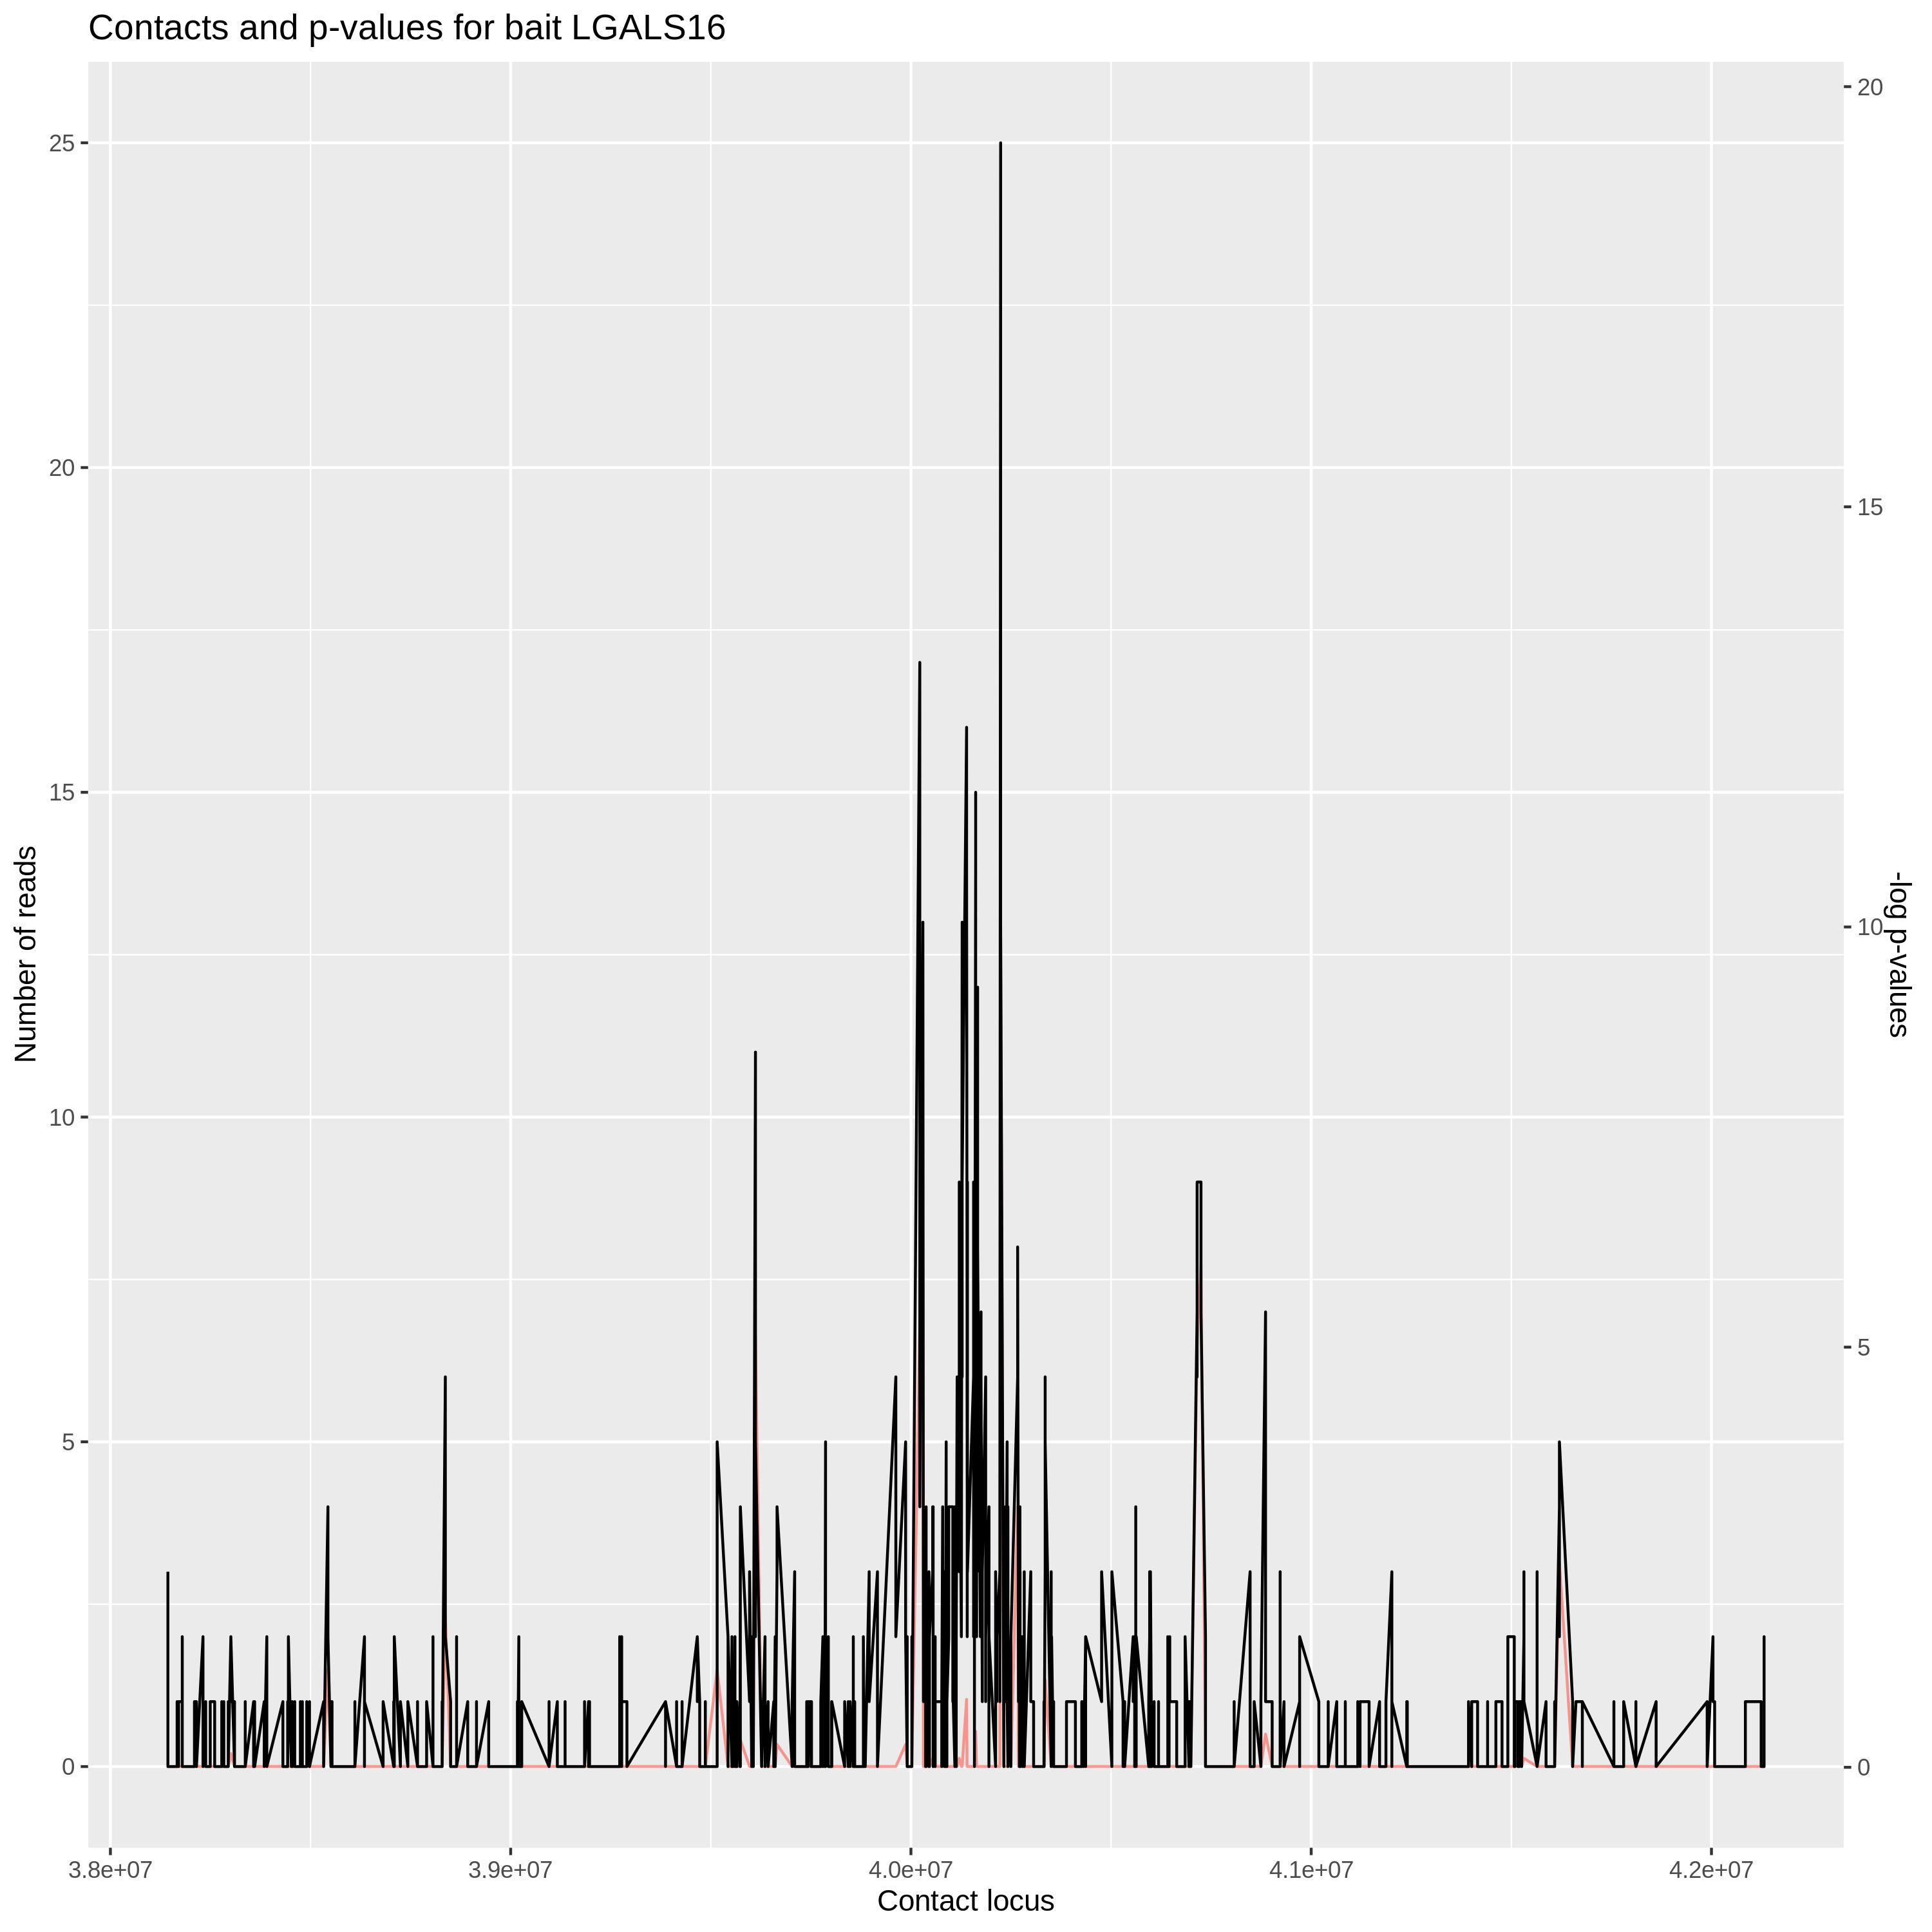 Contacts and p-values for bait LGALS16
25
20
15
10
5
0
Number of reads
20
15
10
5
0
-log p-values
3.8e+07 3.9e+07 4.0e+07 4.1e+07 4.2e+07
Contact locus